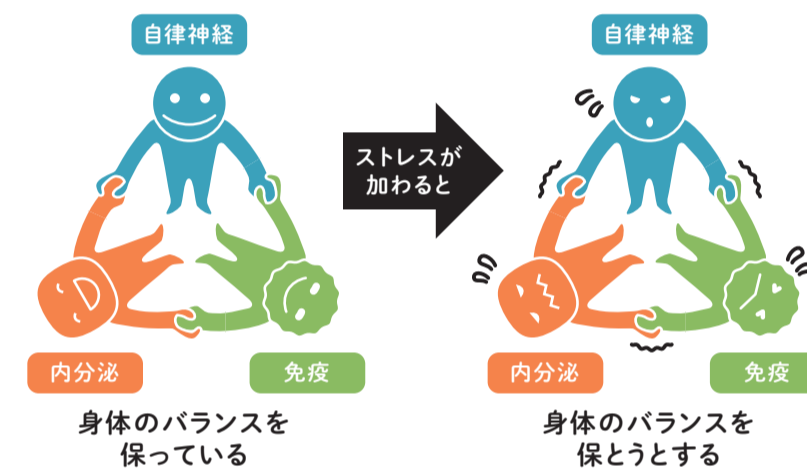 自律神経
内分泌
免疫
身体のバランスを
保っている
ストレスが
加わると
自律神経
内分泌
免疫
身体のバランスを
保とうとする